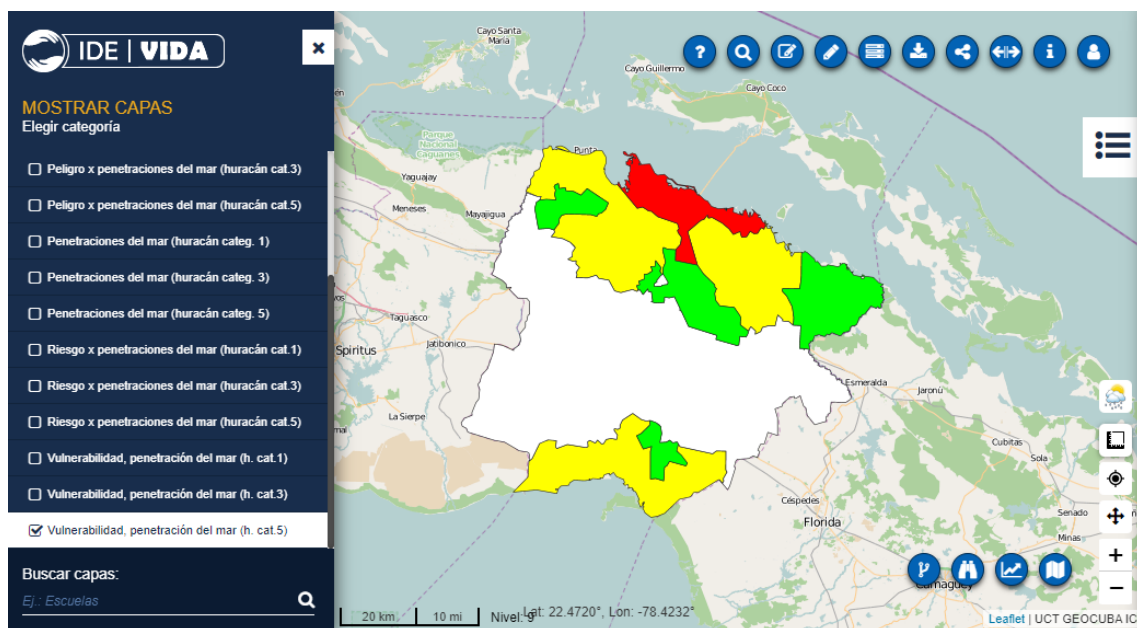 IDE | VIDA
MOSTRAR CAPAS
Elegir categoría
Peligro x penetraciones del mar (huracán cat.3)
Peligro x penetraciones del mar (huracán cat.5)
Penetraciones del mar (huracán categ. 1)
Penetraciones del mar (huracán categ. 3)
Penetraciones del mar (huracán categ. 5)
Riesgo x penetraciones del mar (huracán cat.1)
Riesgo x penetraciones del mar (huracán cat.3)
Riesgo x penetraciones del mar (huracán cat.5)
Vulnerabilidad, penetración del mar (h. cat.1)
Vulnerabilidad, penetración del mar (h. cat.3)
Vulnerabilidad, penetración del mar (h. cat.5)
Buscar capas:
Ej.: Escuelas
Cayo Santa
María
Cayo Guillermo
Cayo Coco
Parque
Nacional
Caguanes
Punta
Yaguajay
Meneses
Mayajigua
Taguasco
Jatibonico
Spiritus
La Sierpe
Esmeralda
Jaronú
Cubitas
Sola
Senado
Minas
Céspedes
Florida
Camagüey
20 km
10 mi
Nivel: 9
Lat: 22.4720°, Lon: -78.4232°
+
−
Leaflet | UCT GEOCUBA IC